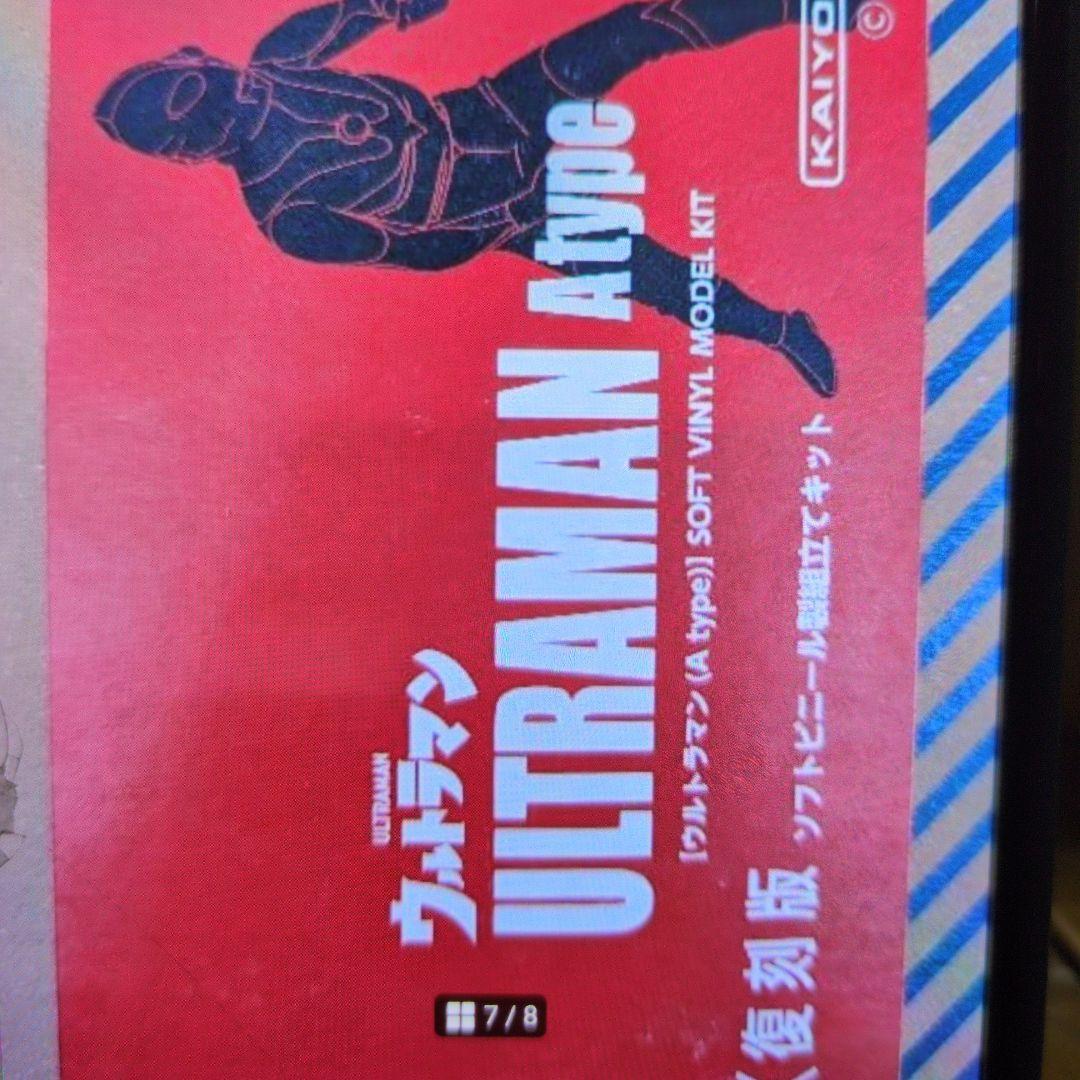 ULTRAMAN
ウルトラマン
ULTRAMAN Atype
[ウルトラマン (A type)] SOFT VINYL MODEL KIT
復刻版 ソフトビニール製組立てキット
KAIYO
©
7/8